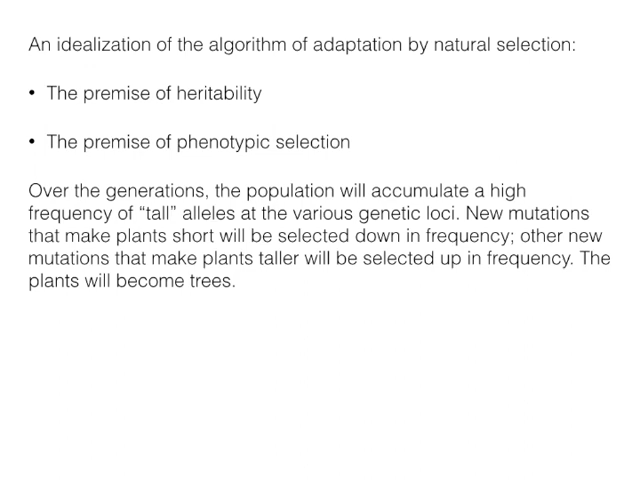 An idealization of the algorithm of adaptation by natural selection:
• The premise of heritability
• The premise of phenotypic selection
Over the generations, the population will accumulate a high
frequency of “tall” alleles at the various genetic loci. New mutations
that make plants short will be selected down in frequency; other new
mutations that make plants taller will be selected up in frequency. The
plants will become trees.